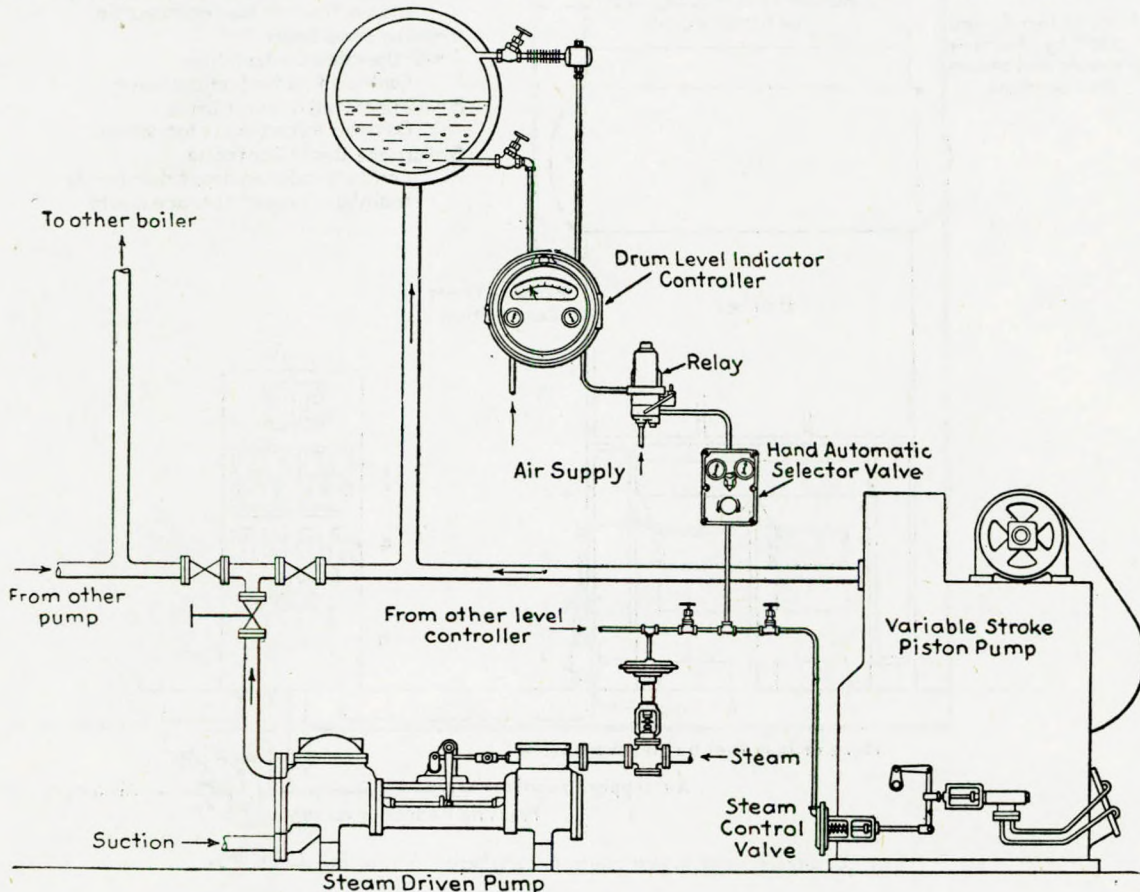 To other boiler
Drum Level Indicator
Controller
Relay
Air Supply
Hand Automatic
Selector Valve
From other
pump
From other level
controller
Variable Stroke
Piston Pump
Steam
Steam
Control
Valve
Suction
Steam Driven Pump